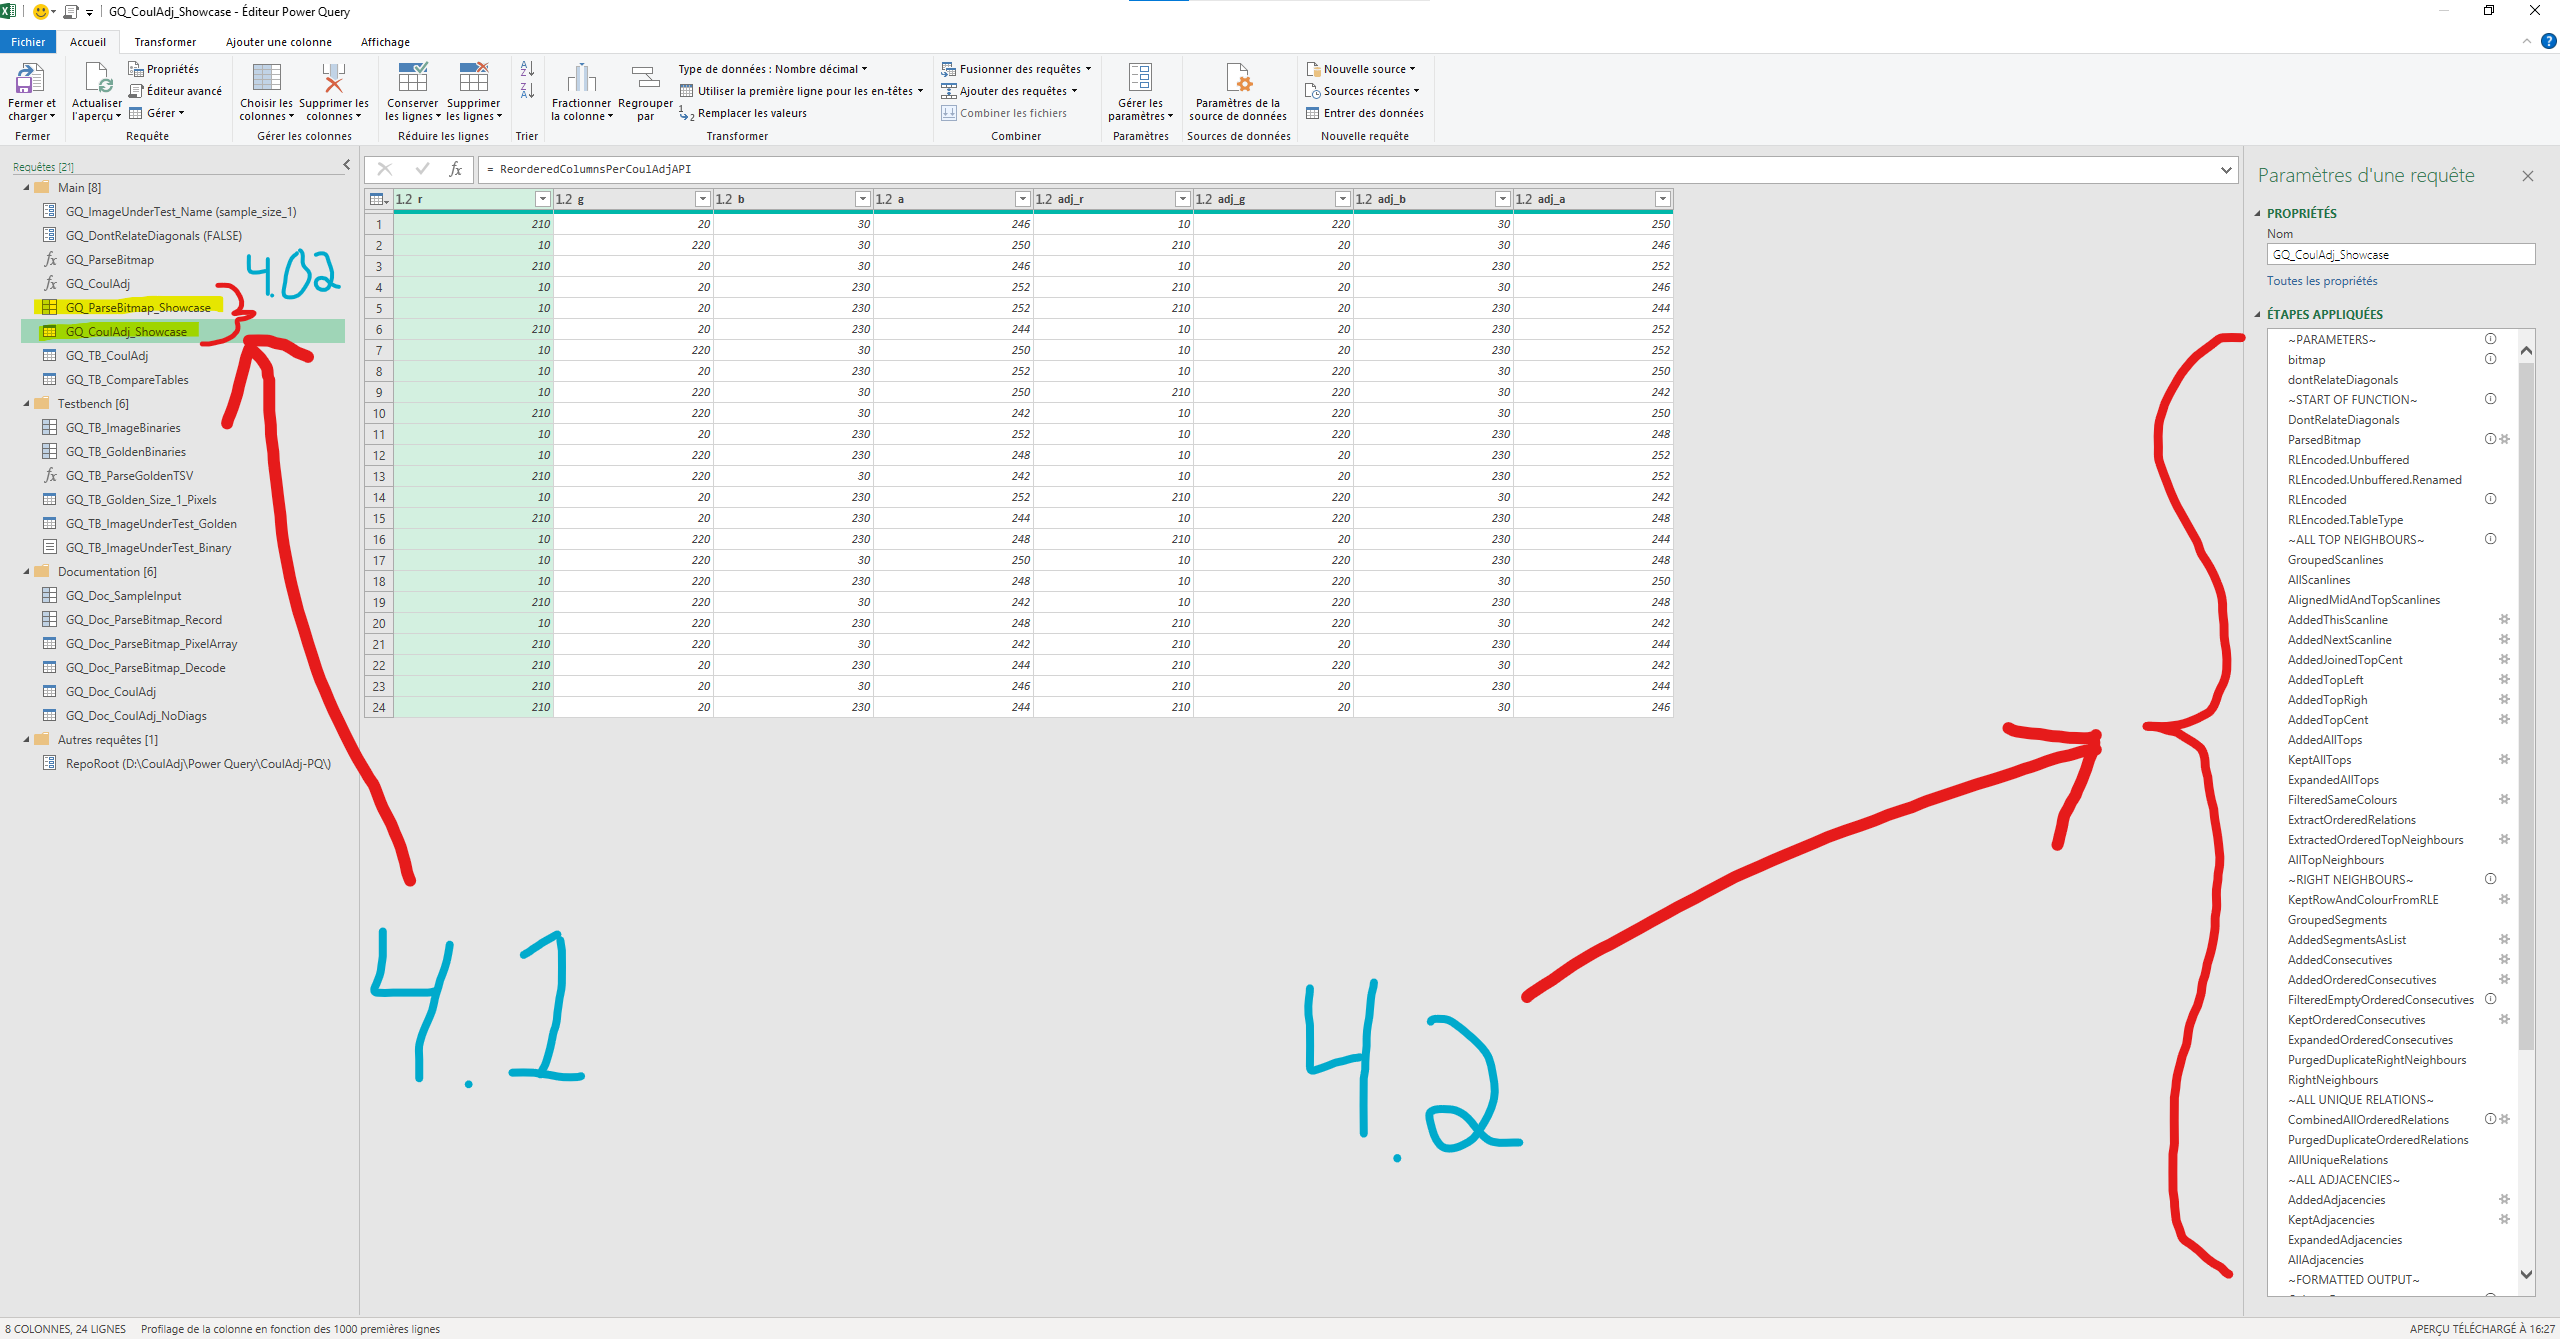 GQ_CoulAdj_Showcase - Éditeur Power Query
Fichier Accueil Transformer Ajouter une colonne Affichage
Fermer et charger
Fermer
Actualiser l'aperçu
Propriétés
Éditeur avancé
Gérer
Requête
Choisir les colonnes
Supprimer les colonnes
Gérer les colonnes
Conserver les lignes
Supprimer les lignes
Réduire les lignes
Trier
Fractionner la colonne
Regrouper par
Type de données : Nombre décimal
Utiliser la première ligne pour les en-têtes
Remplacer les valeurs
Transformer
Fusionner des requêtes
Ajouter des requêtes
Combiner les fichiers
Combiner
Gérer les paramètres
Paramètres
Paramètres de la source de données
Sources de données
Nouvelle source
Sources récentes
Entrer des données
Nouvelle requête
Requêtes [21]
Main [8]
GQ_ImageUnderTest_Name (sample_size_1)
GQ_DontRelateDiagonals (FALSE)
GQ_ParseBitmap
GQ_CoulAdj
GQ_ParseBitmap_Showcase
GQ_CoulAdj_Showcase
GQ_TB_CoulAdj
GQ_TB_CompareTables
Testbench [6]
GQ_TB_ImageBinaries
GQ_TB_GoldenBinaries
GQ_TB_ParseGoldenTSV
GQ_TB_Golden_Size_1_Pixels
GQ_TB_ImageUnderTest_Golden
GQ_TB_ImageUnderTest_Binary
Documentation [6]
GQ_Doc_SampleInput
GQ_Doc_ParseBitmap_Record
GQ_Doc_ParseBitmap_PixelArray
GQ_Doc_ParseBitmap_Decode
GQ_Doc_CoulAdj
GQ_Doc_CoulAdj_NoDiags
Autres requêtes [1]
RepoRoot (D:\CoulAdj\Power Query\CoulAdj-PQ\)
4.02
4.1
4.2
fx = ReorderedColumnsPerCoulAdjAPI
1.2 r 1.2 g 1.2 b 1.2 a 1.2 adj_r 1.2 adj_g 1.2 adj_b 1.2 adj_a
1 210 20 30 246 10 220 30 250
2 10 220 30 250 210 20 30 246
3 210 20 30 246 10 20 230 252
4 10 20 230 252 210 20 30 246
5 10 20 230 252 210 20 230 244
6 210 20 230 244 10 20 230 252
7 10 220 30 250 10 20 230 252
8 10 20 230 252 10 220 30 250
9 10 220 30 250 210 220 30 242
10 210 220 30 242 10 220 30 250
11 10 20 230 252 10 220 230 248
12 10 220 230 248 10 20 230 252
13 210 220 30 242 10 20 230 252
14 10 20 230 252 210 220 30 242
15 210 20 230 244 10 220 230 248
16 10 220 230 248 210 20 230 244
17 10 220 30 250 10 220 230 248
18 10 220 230 248 10 220 30 250
19 210 220 30 242 10 220 230 248
20 10 220 230 248 210 220 30 242
21 210 220 30 242 210 20 230 244
22 210 20 230 244 210 220 30 242
23 210 20 30 246 210 20 230 244
24 210 20 230 244 210 20 30 246
Paramètres d'une requête
PROPRIÉTÉS
Nom
GQ_CoulAdj_Showcase
Toutes les propriétés
ÉTAPES APPLIQUÉES
~PARAMETERS~
bitmap
dontRelateDiagonals
~START OF FUNCTION~
DontRelateDiagonals
ParsedBitmap
RLEncoded.Unbuffered
RLEncoded.Unbuffered.Renamed
RLEncoded
RLEncoded.TableType
~ALL TOP NEIGHBOURS~
GroupedScanlines
AllScanlines
AlignedMidAndTopScanlines
AddedThisScanline
AddedNextScanline
AddedJoinedTopCent
AddedTopLeft
AddedTopRigh
AddedTopCent
AddedAllTops
KeptAllTops
ExpandedAllTops
FilteredSameColours
ExtractOrderedRelations
ExtractedOrderedTopNeighbours
AllTopNeighbours
~RIGHT NEIGHBOURS~
KeptRowAndColourFromRLE
GroupedSegments
AddedSegmentsAsList
AddedConsecutives
AddedOrderedConsecutives
FilteredEmptyOrderedConsecutives
KeptOrderedConsecutives
ExpandedOrderedConsecutives
PurgedDuplicateRightNeighbours
RightNeighbours
~ALL UNIQUE RELATIONS~
CombinedAllOrderedRelations
PurgedDuplicateOrderedRelations
AllUniqueRelations
~ALL ADJACENCIES~
AddedAdjacencies
KeptAdjacencies
ExpandedAdjacencies
AllAdjacencies
~FORMATTED OUTPUT~
8 COLONNES, 24 LIGNES Profilage de la colonne en fonction des 1000 premières lignes
APERÇU TÉLÉCHARGÉ À 16:27